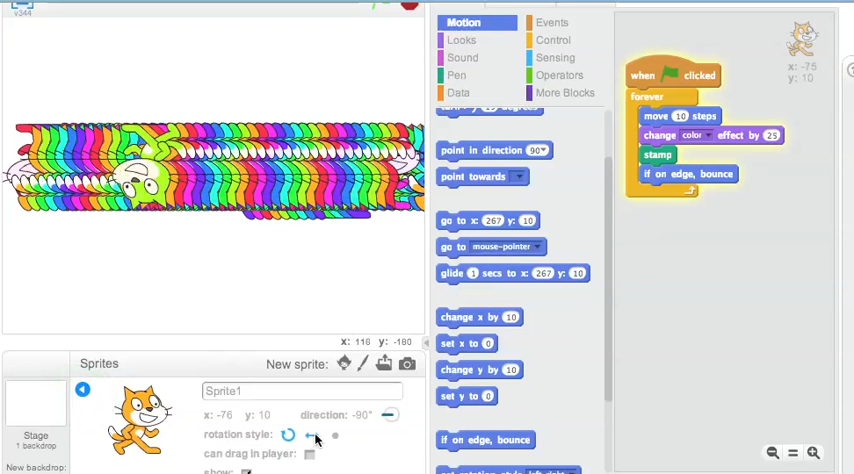 v344
x: 116 y: -180
Sprites New sprite:
Sprite1
x: -76 y: 10 direction: -90°
rotation style:
can drag in player:
show:
Stage
1 backdrop
New backdrop:
Motion Events
Looks Control
Sound Sensing
Pen Operators
Data More Blocks
point in direction 90
point towards
go to x: 267 y: 10
go to mouse-pointer
glide 1 secs to x: 267 y: 10
change x by 10
set x to 0
change y by 10
set y to 0
if on edge, bounce
when clicked
forever
move 10 steps
change color effect by 25
stamp
if on edge, bounce
x: -75
y: 10